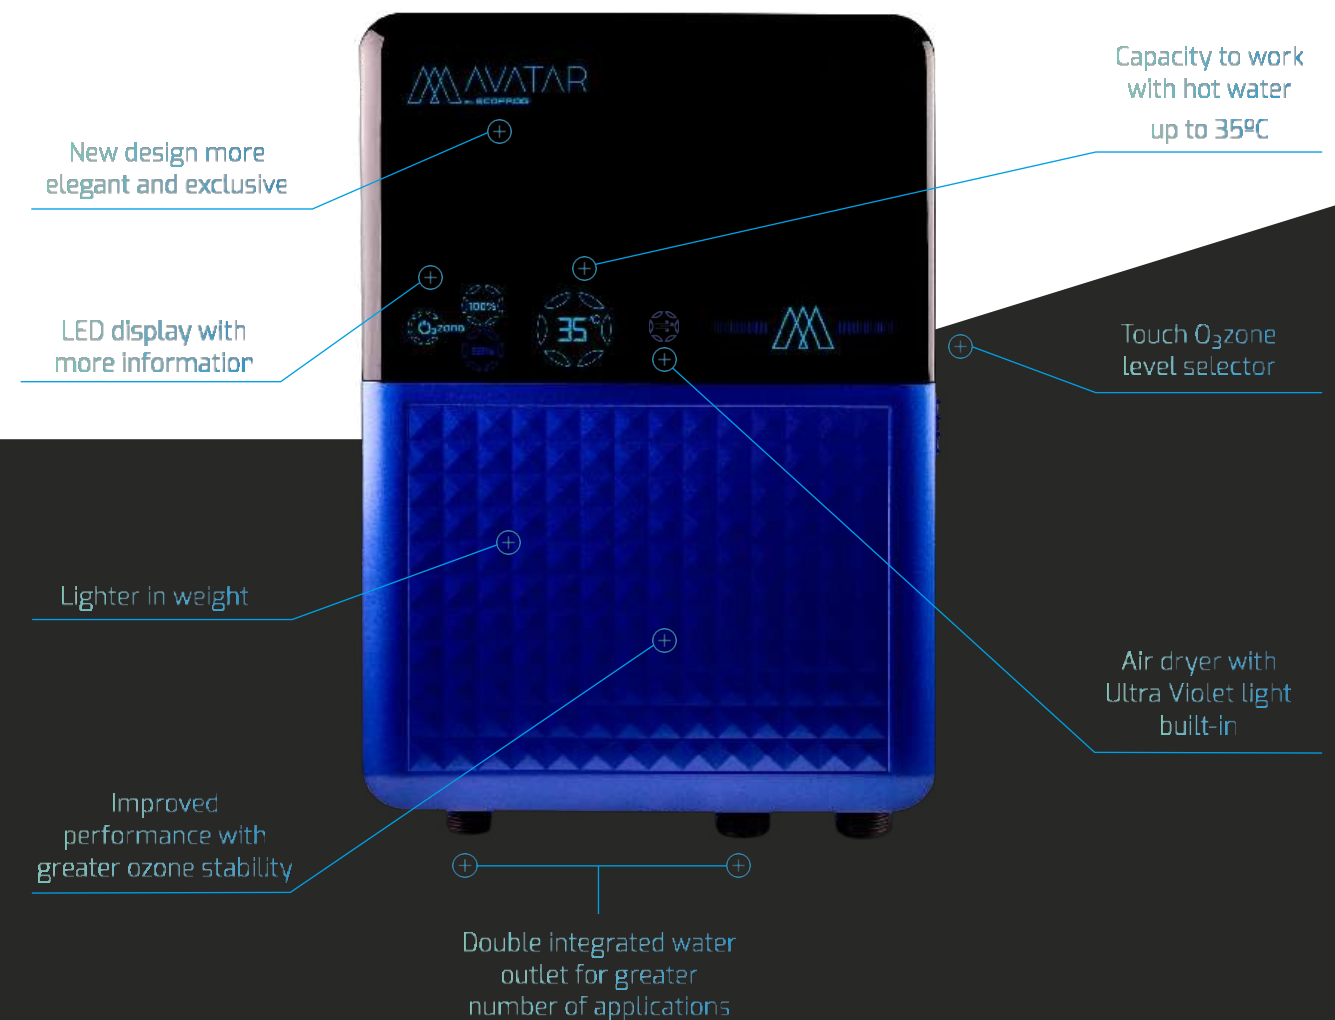 AVATAR
BY ECOFROG
New design more
elegant and exclusive
Capacity to work
with hot water
up to 35ºC
LED display with
more information
100%
O3zone
35°C
Touch O3zone
level selector
Lighter in weight
Air dryer with
Ultra Violet light
built-in
Improved
performance with
greater ozone stability
Double integrated water
outlet for greater
number of applications